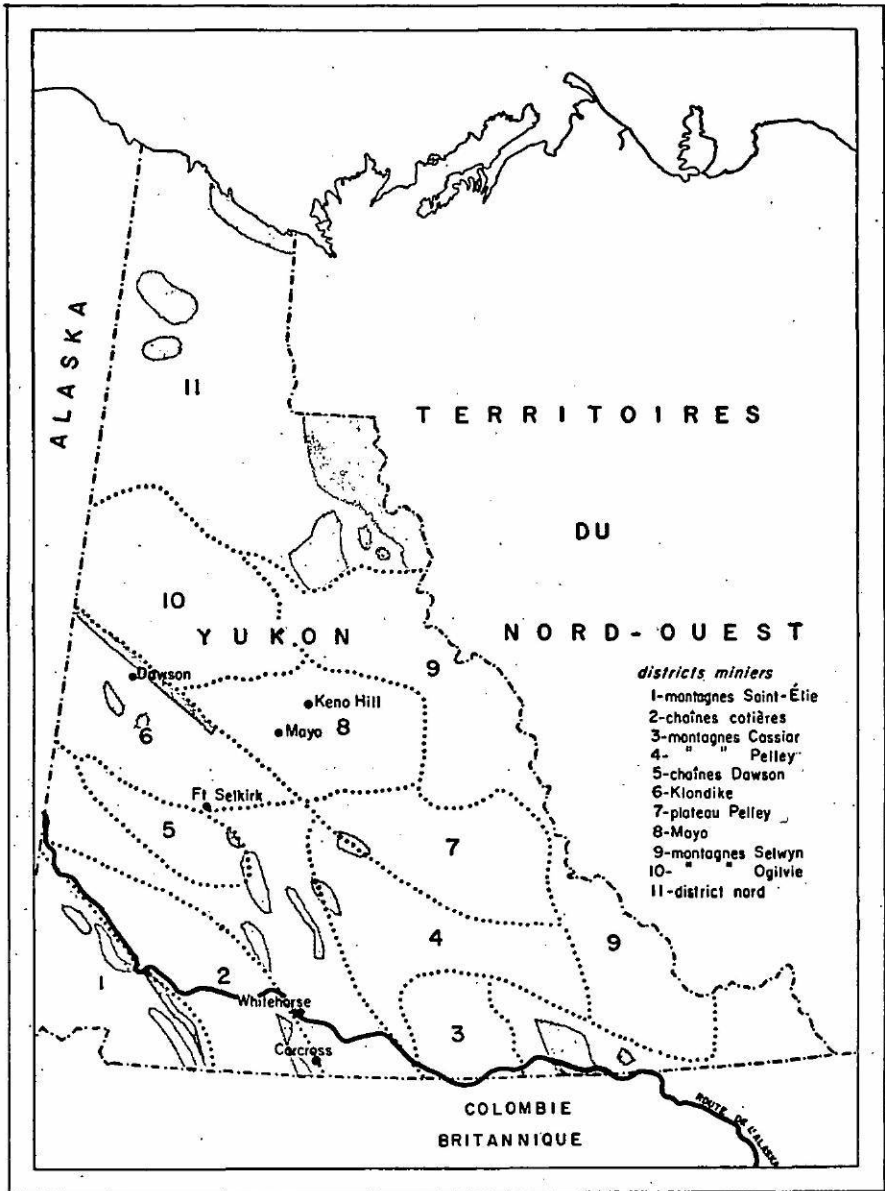 ALASKA
11
TERRITOIRES
DU
NORD-OUEST
10
YUKON
9
Dawson
Keno Hill
Mayo
8
6
districts miniers
1-montagnes Saint-Élie
2-chaînes cotières
3-montagnes Cassiar
4- " " Pelley
5-chaînes Dawson
6-Klondike
7-plateau Pelley
8-Mayo
9-montagnes Selwyn
10- " " Ogilvie
11-district nord
Ft Selkirk
5
7
4
9
1
2
Whitehorse
3
Carcross
COLOMBIE
BRITANNIQUE
ROUTE DE L'ALASKA